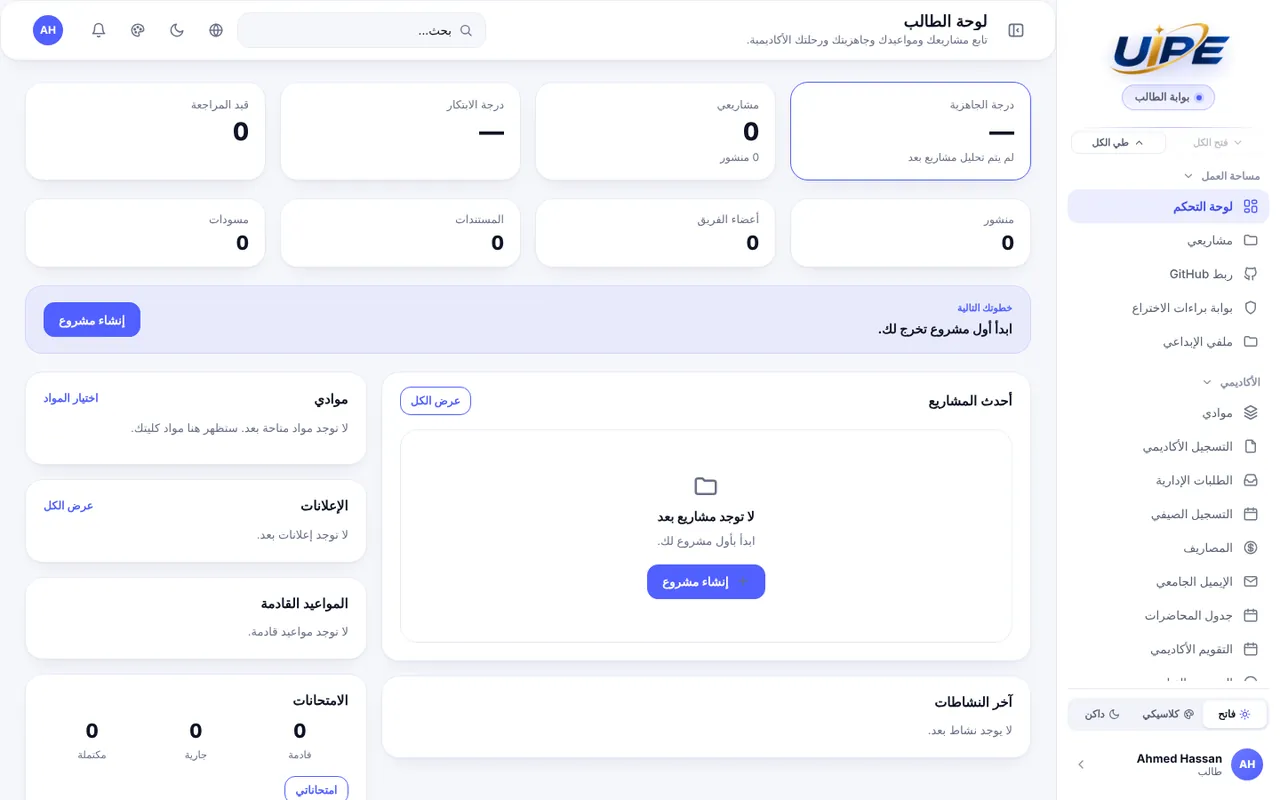 UIPE
بوابة الطالب
فتح الكل
طي الكل
مساحة العمل
لوحة التحكم
مشاريعي
ربط GitHub
بوابة براءات الاختراع
ملفي الإبداعي
الأكاديمي
موادي
التسجيل الأكاديمي
الطلبات الإدارية
التسجيل الصيفي
المصاريف
الإيميل الجامعي
جدول المحاضرات
التقويم الأكاديمي
فاتح
كلاسيكي
داكن
AH
Ahmed Hassan
طالب
لوحة الطالب
تابع مشاريعك ومواعيدك وجاهزيتك ورحلتك الأكاديمية.
بحث...
AH
درجة الجاهزية
—
لم يتم تحليل مشاريع بعد
مشاريعي
0
0 منشور
درجة الابتكار
—
قيد المراجعة
0
منشور
0
أعضاء الفريق
0
المستندات
0
مسودات
0
خطوتك التالية
ابدأ أول مشروع تخرج لك.
إنشاء مشروع
أحدث المشاريع
عرض الكل
لا توجد مشاريع بعد
ابدأ بأول مشروع لك.
إنشاء مشروع
آخر النشاطات
لا يوجد نشاط بعد.
موادي
اختيار المواد
لا توجد مواد متاحة بعد. ستظهر هنا مواد كليتك.
الإعلانات
عرض الكل
لا توجد إعلانات بعد.
المواعيد القادمة
لا توجد مواعيد قادمة.
الامتحانات
0
قادمة
0
جارية
0
مكتملة
امتحاناتي